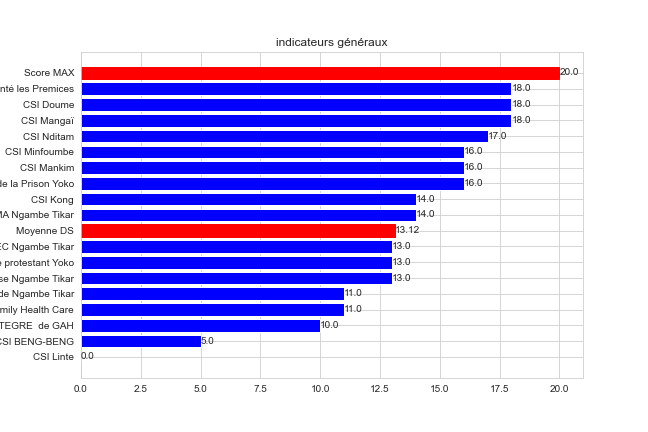 indicateurs généraux
Score MAX 20.0
nté les Premices 18.0
CSI Doume 18.0
CSI Mangaï 18.0
CSI Nditam 17.0
CSI Minfoumbe 16.0
CSI Mankim 16.0
de la Prison Yoko 16.0
CSI Kong 14.0
MA Ngambe Tikar 14.0
Moyenne DS 13.12
EC Ngambe Tikar 13.0
e protestant Yoko 13.0
se Ngambe Tikar 13.0
de Ngambe Tikar 11.0
mily Health Care 11.0
TEGRE de GAH 10.0
CSI BENG-BENG 5.0
CSI Linte 0.0
0.0 2.5 5.0 7.5 10.0 12.5 15.0 17.5 20.0